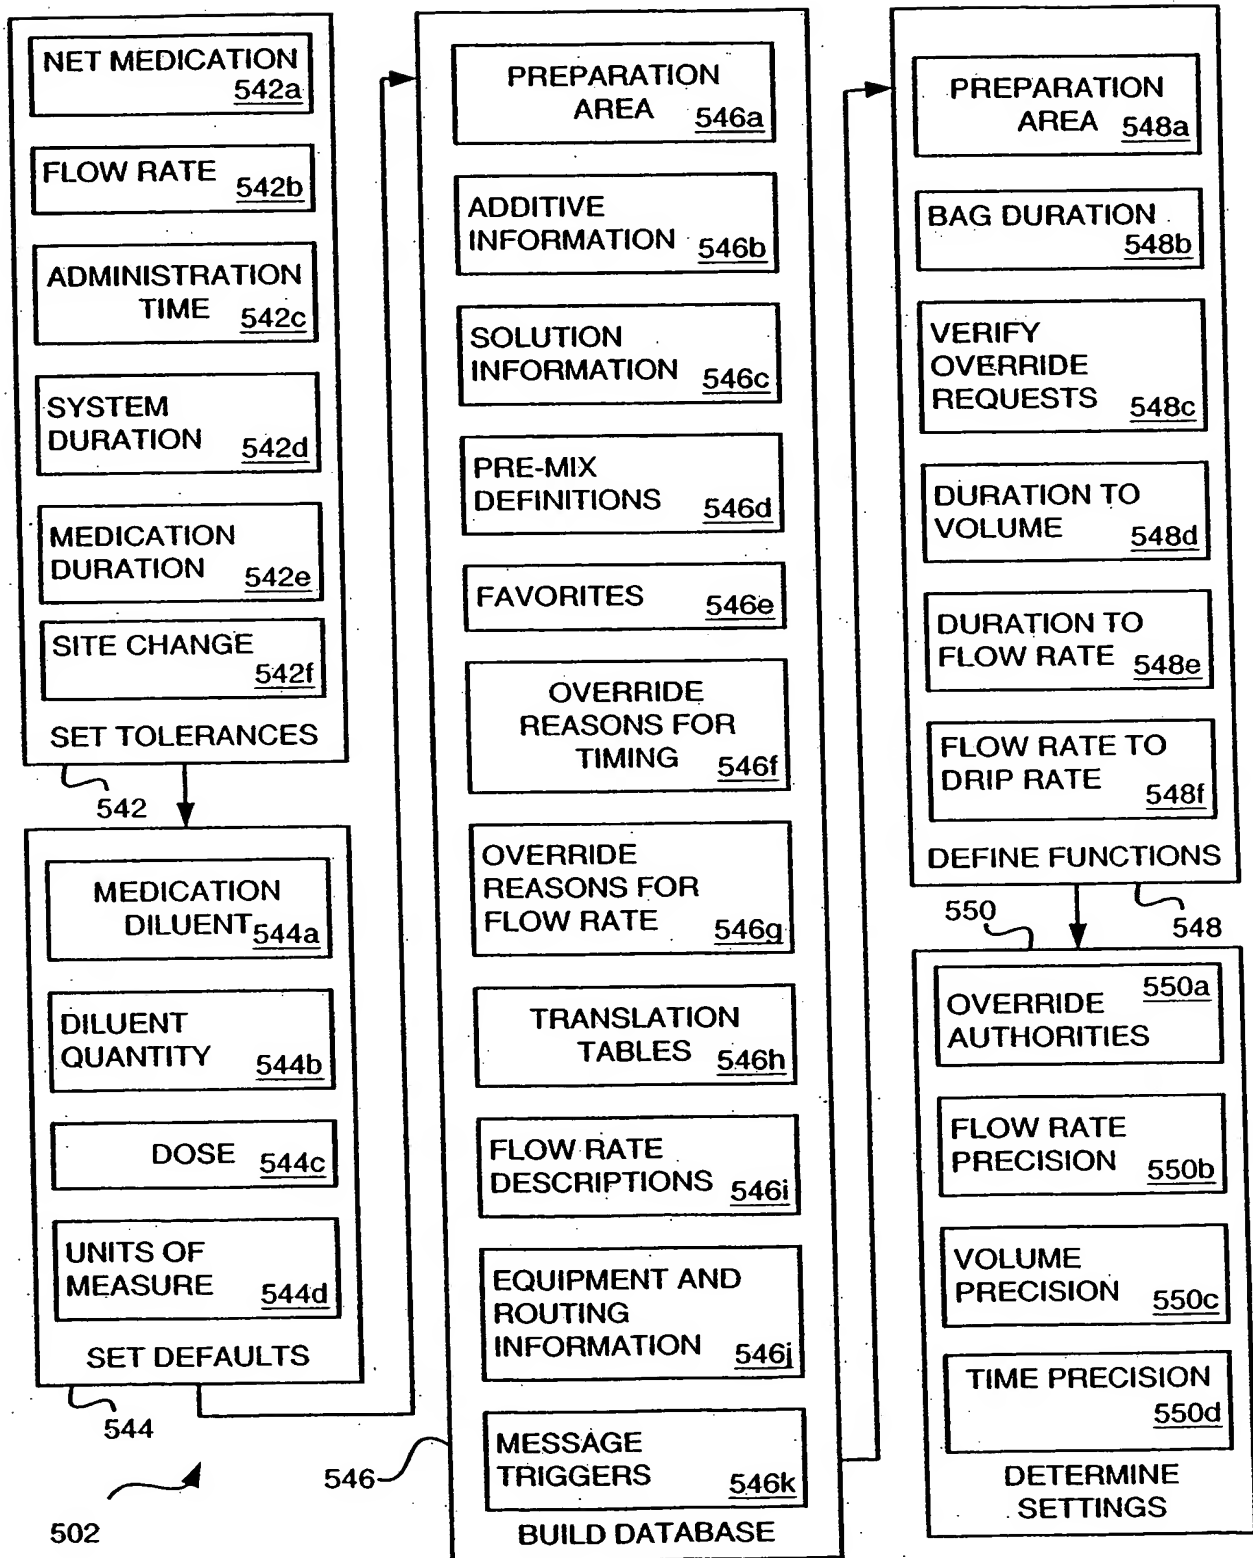 NET MEDICATION
542a
FLOW RATE
542b
ADMINISTRATION
TIME 542c
SYSTEM
DURATION 542d
MEDICATION
DURATION 542e
SITE CHANGE
542f
SET TOLERANCES
542
MEDICATION
DILUENT 544a
DILUENT
QUANTITY 544b
DOSE 544c
UNITS OF
MEASURE 544d
SET DEFAULTS
544
502
PREPARATION
AREA 546a
ADDITIVE
INFORMATION 546b
SOLUTION
INFORMATION 546c
PRE-MIX
DEFINITIONS 546d
FAVORITES 546e
OVERRIDE
REASONS FOR
TIMING 546f
OVERRIDE
REASONS FOR
FLOW RATE 546g
TRANSLATION
TABLES 546h
FLOW RATE
DESCRIPTIONS 546i
EQUIPMENT AND
ROUTING
INFORMATION 546j
MESSAGE
TRIGGERS 546k
546
BUILD DATABASE
PREPARATION
AREA 548a
BAG DURATION
548b
VERIFY
OVERRIDE
REQUESTS 548c
DURATION TO
VOLUME 548d
DURATION TO
FLOW RATE 548e
FLOW RATE TO
DRIP RATE 548f
DEFINE FUNCTIONS
548
550
550a
OVERRIDE
AUTHORITIES
FLOW RATE
PRECISION 550b
VOLUME
PRECISION 550c
TIME PRECISION
550d
DETERMINE
SETTINGS